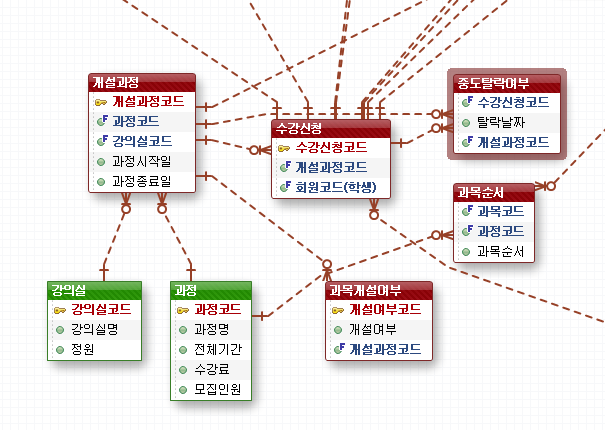 개설과정
개설과정코드
과정코드
강의실코드
과정시작일
과정종료일
수강신청
수강신청코드
개설과정코드
회원코드(학생)
중도탈락여부
수강신청코드
탈락날짜
개설과정코드
과목순서
과목코드
과정코드
과목순서
강의실
강의실코드
강의실명
정원
과정
과정코드
과정명
전체기간
수강료
모집인원
과목개설여부
개설여부코드
개설여부
개설과정코드